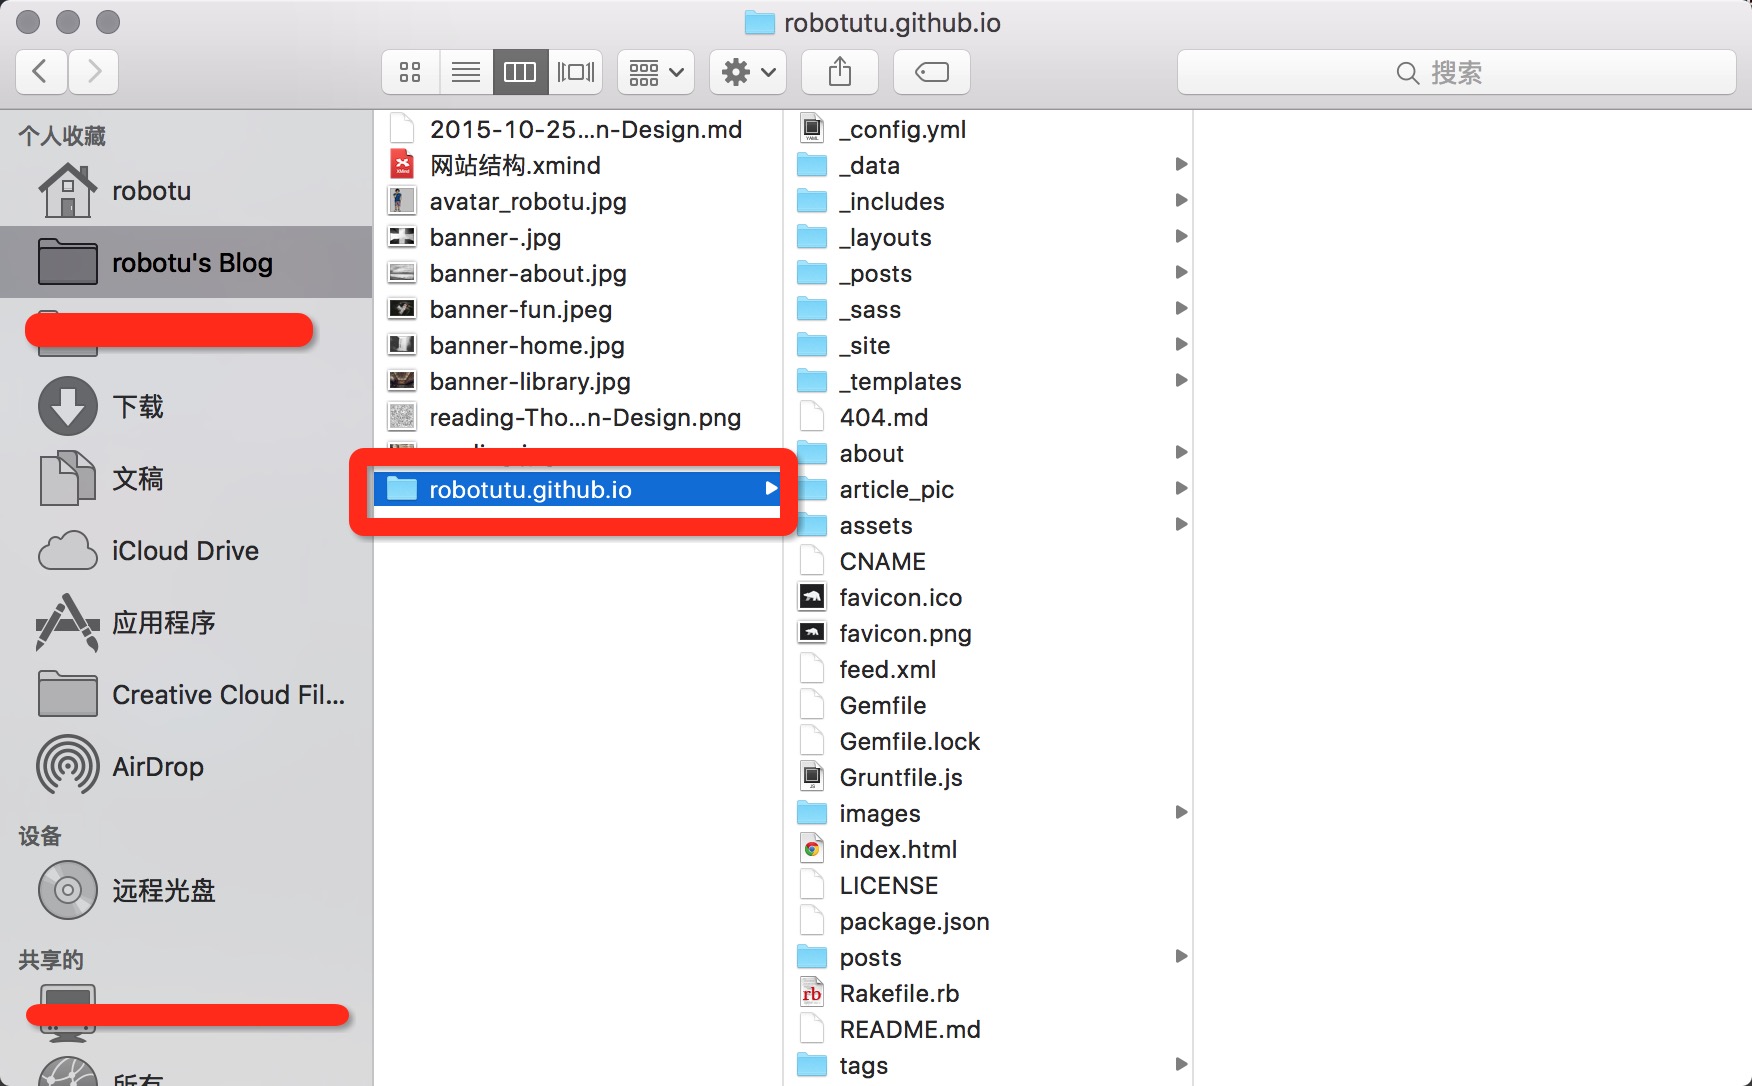 robotutu.github.io
搜索
个人收藏
robotu
robotu's Blog
下载
文稿
iCloud Drive
应用程序
Creative Cloud Fil...
AirDrop
设备
远程光盘
共享的
所有
2015-10-25...n-Design.md
网站结构.xmind
avatar_robotu.jpg
banner-.jpg
banner-about.jpg
banner-fun.jpeg
banner-home.jpg
banner-library.jpg
reading-Tho...n-Design.png
robotutu.github.io
_config.yml
_data
_includes
_layouts
_posts
_sass
_site
_templates
404.md
about
article_pic
assets
CNAME
favicon.ico
favicon.png
feed.xml
Gemfile
Gemfile.lock
Gruntfile.js
images
index.html
LICENSE
package.json
posts
Rakefile.rb
README.md
tags